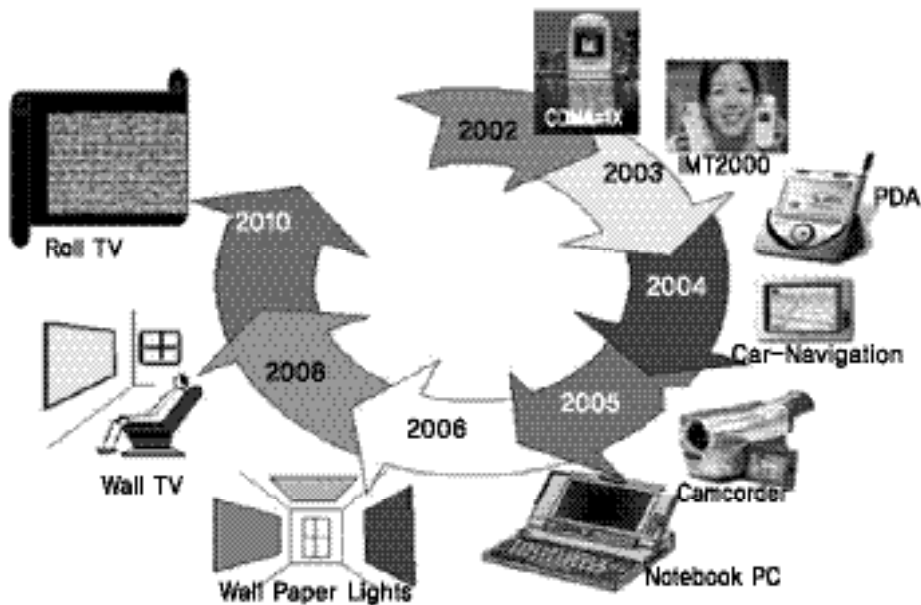 2002
CDMA-1X
2003
MT2000
PDA
2004
Car-Navigation
2005
Camcorder
Notebook PC
2006
Wall Paper Lights
2008
Wall TV
2010
Roll TV